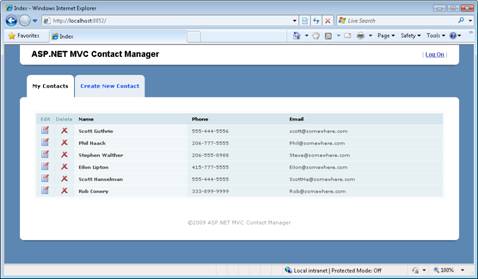 Index - Windows Internet Explorer
http://localhost:8852/
Live Search
Favorites Index Page Safety Tools
ASP.NET MVC Contact Manager
[ Log On ]
My Contacts Create New Contact
Edit Delete Name Phone Email
Scott Guthrie 555-444-5556 scott@somewhere.com
Phil Haack 206-777-5555 Phil@somewhere.com
Stephen Walther 206-555-8988 Steve@somewhere.com
Eilon Lipton 415-777-5555 Eilon@somewhere.com
Scott Hanselman 555-444-5555 ScottHa@somewhere.com
Rob Conery 333-899-9999 Rob@somewhere.com
©2009 ASP.NET MVC Contact Manager
Local intranet | Protected Mode: Off 100%